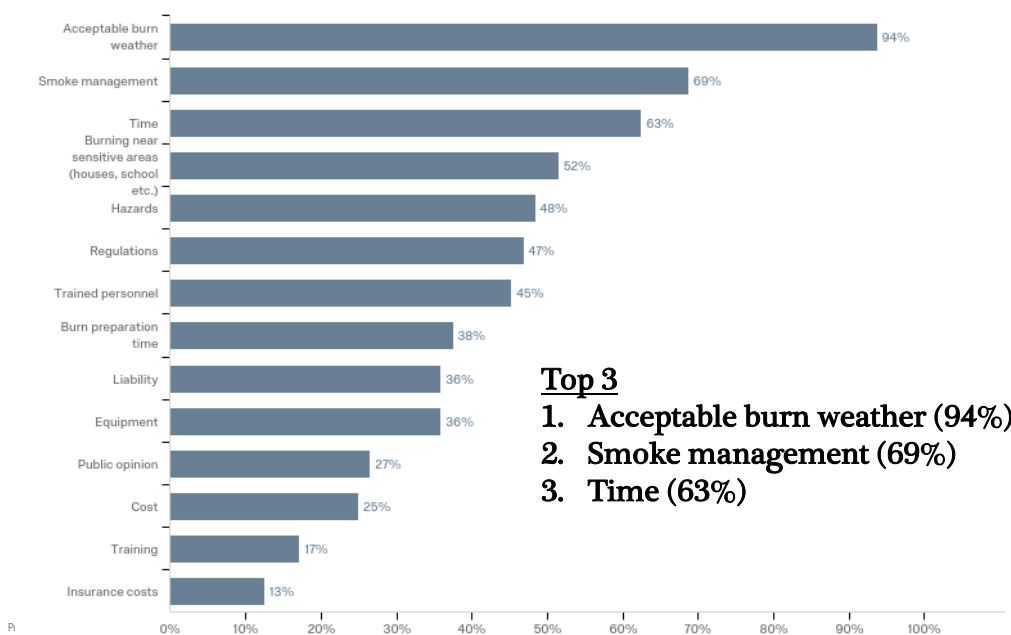 Acceptable burn
weather
94%
Smoke management
69%
Time
63%
Burning near
sensitive areas
(houses, school
etc.)
52%
Hazards
48%
Regulations
47%
Trained personnel
45%
Burn preparation
time
38%
Liability
36%
Equipment
36%
Public opinion
27%
Cost
25%
Training
17%
Insurance costs
13%
0% 10% 20% 30% 40% 50% 60% 70% 80% 90% 100%
Top 3
1. Acceptable burn weather (94%)
2. Smoke management (69%)
3. Time (63%)